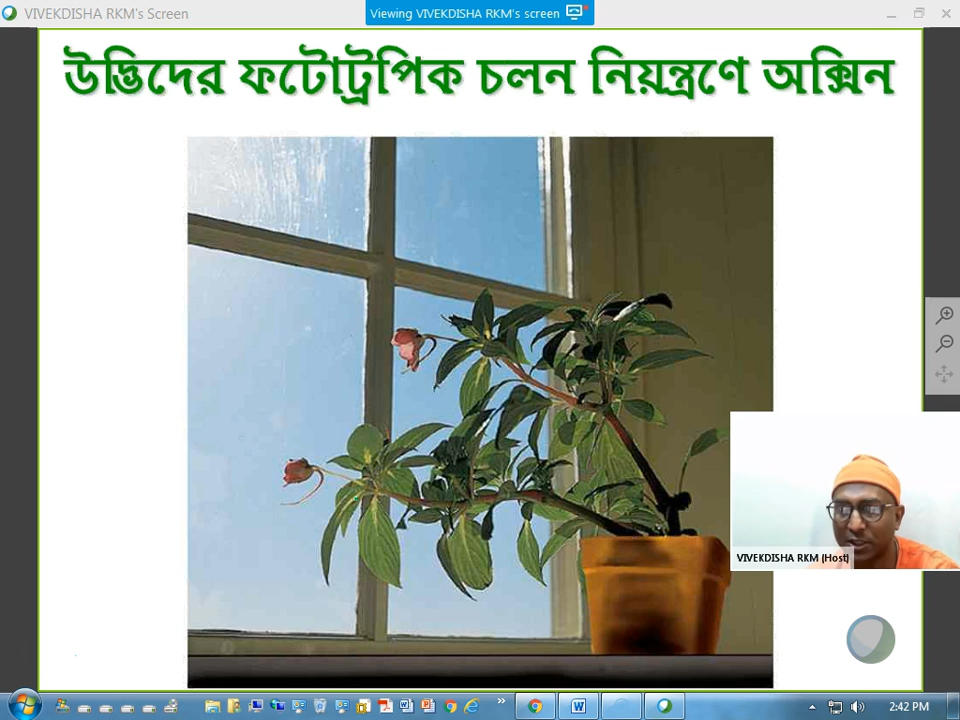 VIVEKDISHA RKM's Screen
Viewing VIVEKDISHA RKM's screen
উদ্ভিদের ফটোট্রপিক চলন নিয়ন্ত্রণে অক্সিন
VIVEKDISHA RKM (Host)
2:42 PM